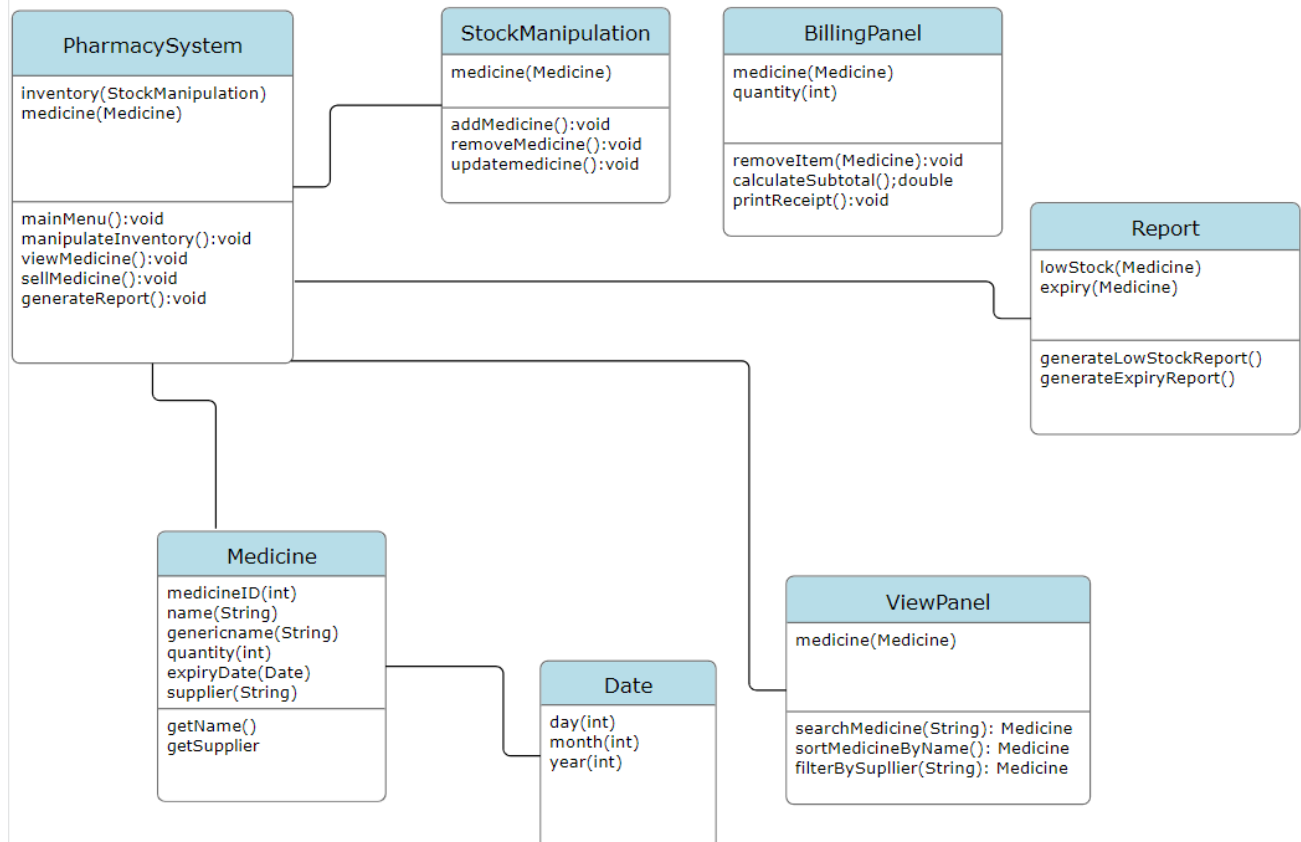 PharmacySystem
inventory(StockManipulation)
medicine(Medicine)
mainMenu():void
manipulateInventory():void
viewMedicine():void
sellMedicine():void
generateReport():void
StockManipulation
medicine(Medicine)
addMedicine():void
removeMedicine():void
updatemedicine():void
BillingPanel
medicine(Medicine)
quantity(int)
removeItem(Medicine):void
calculateSubtotal();double
printReceipt():void
Report
lowStock(Medicine)
expiry(Medicine)
generateLowStockReport()
generateExpiryReport()
Medicine
medicineID(int)
name(String)
genericname(String)
quantity(int)
expiryDate(Date)
supplier(String)
getName()
getSupplier
Date
day(int)
month(int)
year(int)
ViewPanel
medicine(Medicine)
searchMedicine(String): Medicine
sortMedicineByName(): Medicine
filterBySupllier(String): Medicine